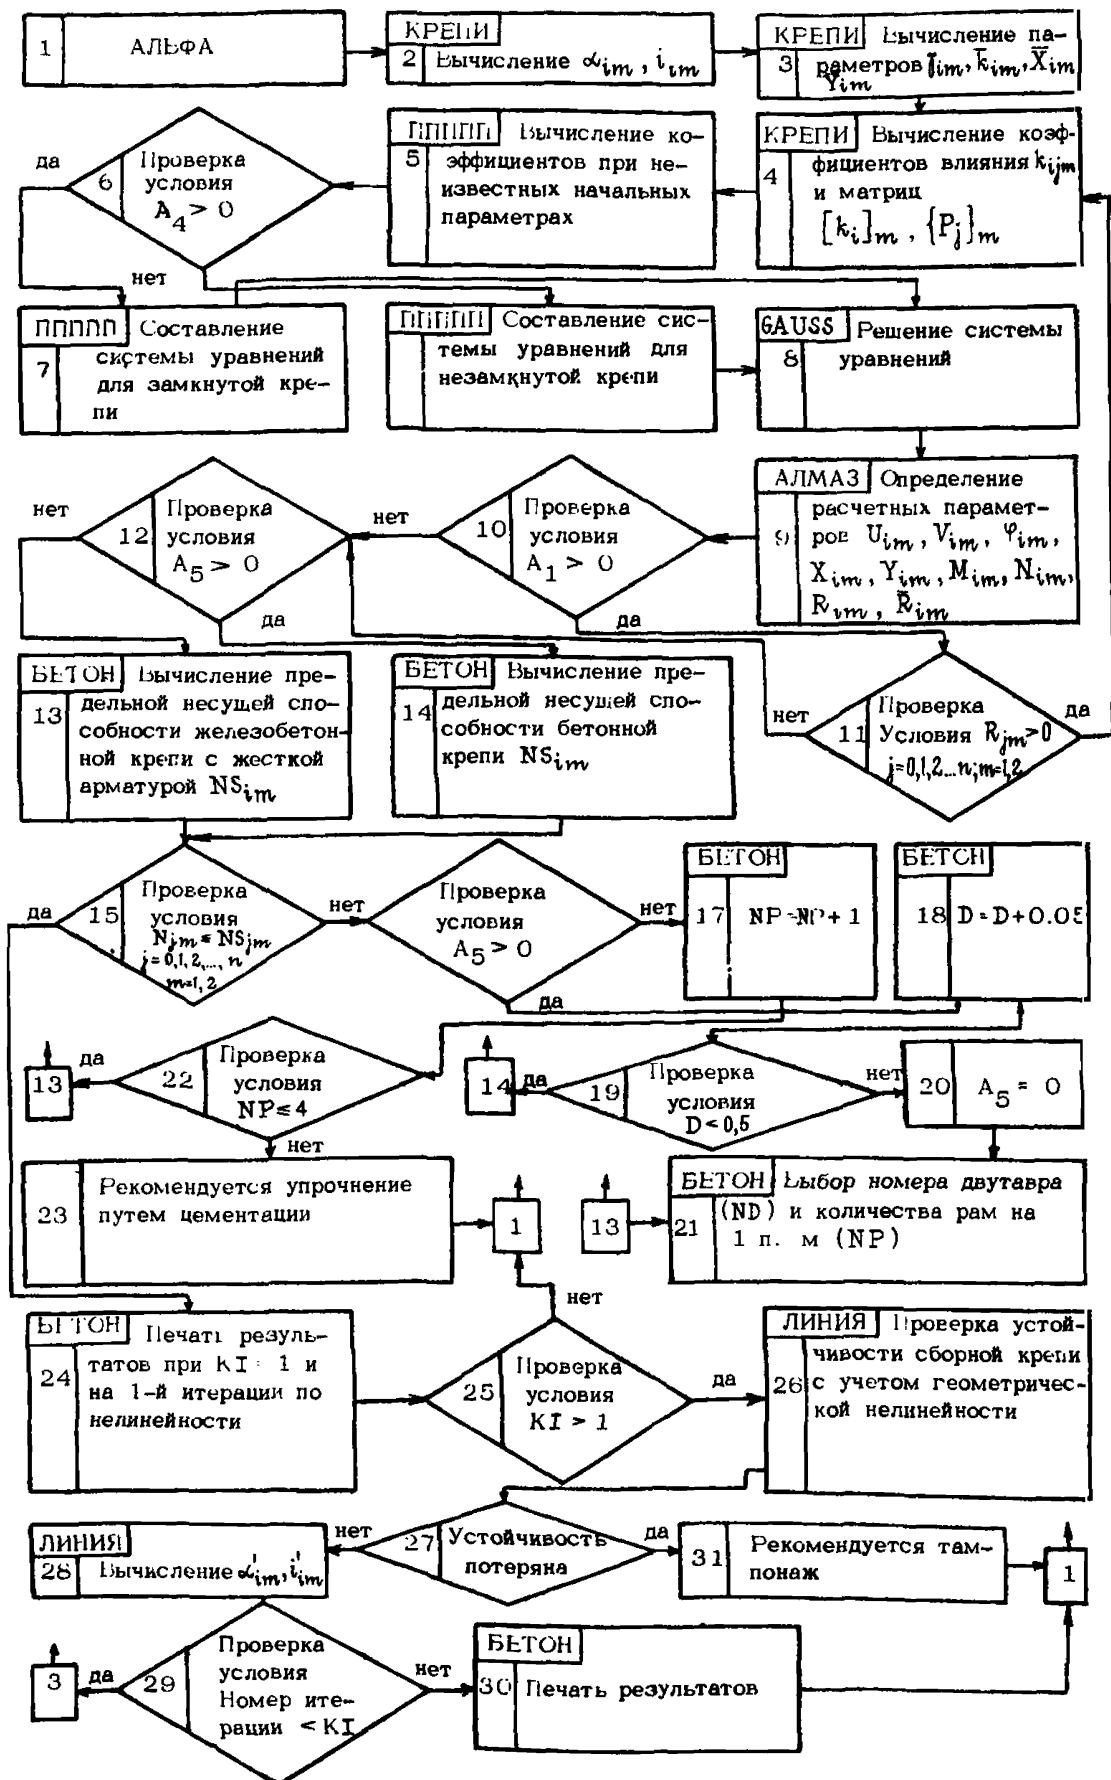 1 АЛЬФА
КРЕПИ
2 Вычисление α_im, i_im
КРЕПИ Вычисление па-
3 раметров γ_im, k̄_im, X̄_im
Y_im
да
6 Проверка
условия
A_4 > 0
нет
ППППП Вычисление ко-
5 эффициентов при не-
известных начальных
параметрах
КРЕПИ Вычисление коэф-
фициентов влияния k_ijm
4 и матриц
[k_i]_m, {P_j}_m
ППППП Составление
системы уравнений
7 для замкнутой кре-
пи
ППППП Составление сис-
темы уравнений для
незамкнутой крепи
GAUSS Решение системы
8 уравнений
нет
12 Проверка
условия
A_5 > 0
да
нет
10 Проверка
условия
A_1 > 0
да
АЛМАЗ Определение
расчетных парамет-
9 ров U_im, V_im, φ_im,
X_im, Y_im, M_im, N_im,
R_im, R̄_im
БЕТОН Вычисление пре-
13 дельной несущей спо-
собности железобетон-
ной крепи с жесткой
арматурой NS_im
БЕТОН Вычисление пре-
14 дельной несущей спо-
собности бетонной
крепи NS_im
нет
11 Проверка
Условия R_jm>0
j=0,1,2...n; m=1,2
да
да
15 Проверка
условия
N_jm ≤ NS_jm
j=0,1,2,..., n
m=1,2
нет
Проверка
условия
A_5 > 0
нет
да
БЕТОН
17 NP=NP+1
БЕТОН
18 D=D+0.05
13
да
22 Проверка
условия
NP≤4
нет
14
да
19 Проверка
условия
D<0,5
нет
20 A_5 = 0
23 Рекомендуется упрочнение
путем цементации
1
13
БЕТОН Выбор номера двутавра
21 (ND) и количества рам на
1 п. м (NP)
БЕТОН Печать резуль-
24 татов при KI=1 и
на 1-й итерации по
нелинейности
нет
25 Проверка
условия
KI > 1
да
ЛИНИЯ Проверка устой-
чивости сборной крепи
26 с учетом геометричес-
кой нелинейности
ЛИНИЯ
28 Вычисление α'_im, i'_im
нет
27 Устойчивость
потеряна
да
31 Рекомендуется там-
понаж
1
3
да
29 Проверка
условия
Номер ите-
рации < KI
нет
БЕТОН
30 Печать результатов